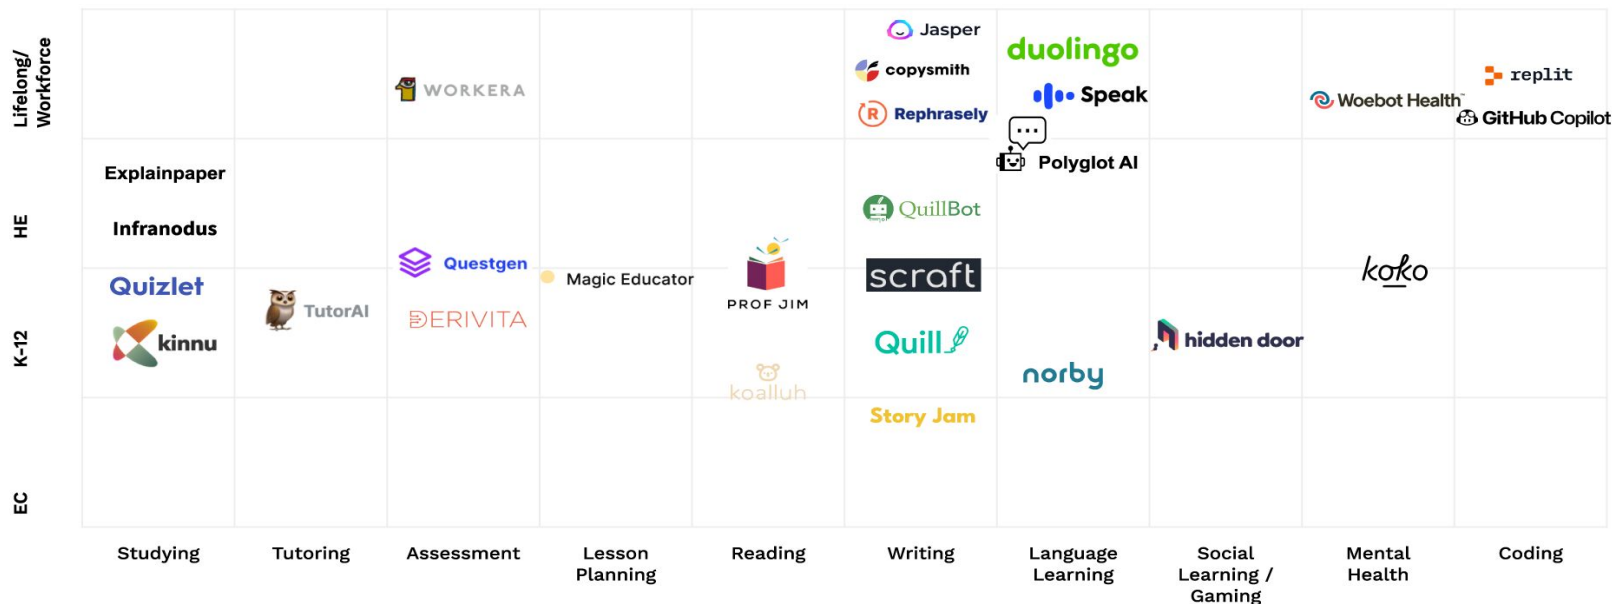 Lifelong/
Workforce
HE
K-12
EC
Explainpaper
Infranodus
Quizlet
kinnu
TutorAI
WORKERA
Questgen
DERIVITA
Magic Educator
PROF JIM
koalluh
Jasper
copysmith
R Rephrasely
QuillBot
scraft
Quill
Story Jam
duolingo
Speak
Polyglot AI
norby
hidden door
Woebot Health™
koko
replit
GitHub Copilot
Studying
Tutoring
Assessment
Lesson
Planning
Reading
Writing
Language
Learning
Social
Learning /
Gaming
Mental
Health
Coding